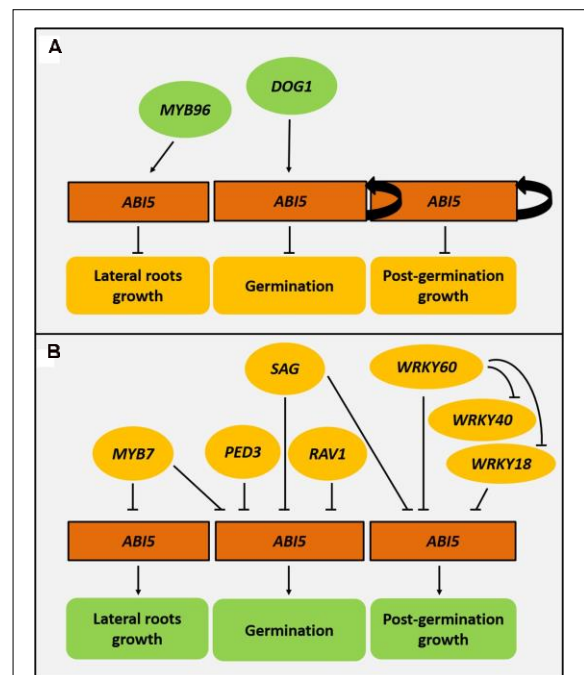 A
DOG1
MYB96
ABI5
ABI5
ABI5
Lateral roots
growth
Germination
Post-germination
growth
B
SAG
WRKY60
WRKY40
MYB7
PED3
RAV1
WRKY18
ABI5
ABI5
ABI5
Lateral roots
growth
Germination
Post-germination
growth